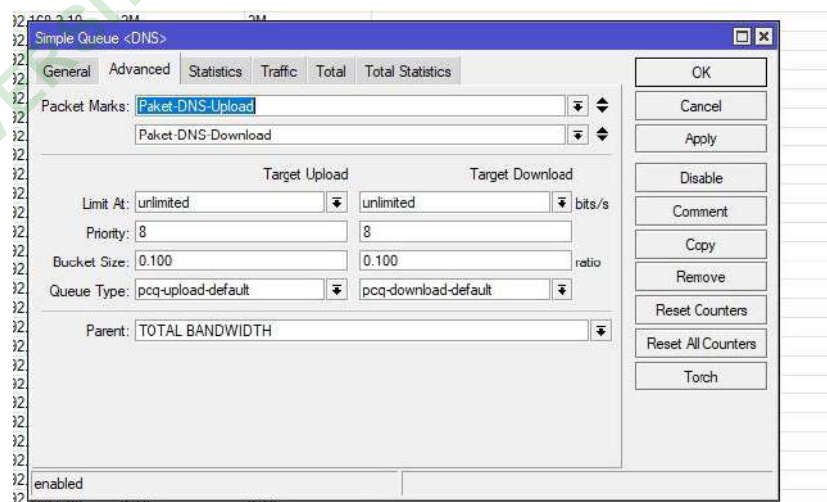 Simple Queue <DNS>
General Advanced Statistics Traffic Total Total Statistics
OK
Packet Marks: Paket-DNS-Upload
Cancel
Paket-DNS-Download
Apply
Target Upload Target Download
Disable
Limit At: unlimited unlimited bits/s
Comment
Priority: 8 8
Copy
Bucket Size: 0.100 0.100 ratio
Remove
Queue Type: pcq-upload-default pcq-download-default
Reset Counters
Parent: TOTAL BANDWIDTH
Reset All Counters
Torch
enabled